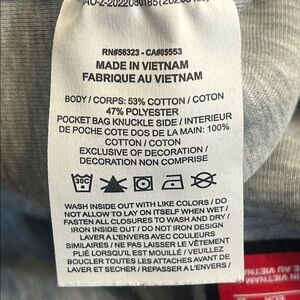 RN#56323 - CA#05553
MADE IN VIETNAM
FABRIQUE AU VIETNAM
BODY / CORPS: 53% COTTON / COTON
47% POLYESTER
POCKET BAG KNUCKLE SIDE / INTERIEUR
DE POCHE COTE DOS DE LA MAIN: 100%
COTTON / COTON
EXCLUSIVE OF DECORATION /
DECORATION NON COMPRISE
30C
WASH INSIDE OUT WITH LIKE COLORS / DO
NOT ALLOW TO LAY ON ITSELF WHEN WET /
FASTEN ALL CLOSURES TO WASH AND DRY /
IRON INSIDE OUT / DO NOT IRON DESIGN
LAVER A L'ENVERS AVEC COULEURS
SIMILAIRES / NE PAS LAISSER LE VÊTEMENT
PLIÉ LORSQU'IL EST MOUILLÉ / VEUILLEZ
BOUCLER TOUTES LES ATTACHES AVANT DE
LAVER ET SECHER / REPASSER A L'ENVERS /